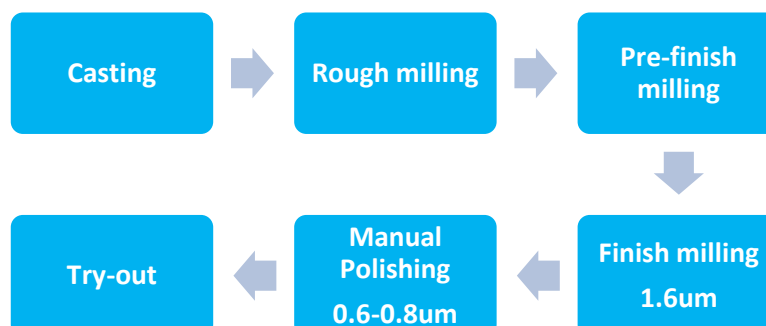 Casting
Rough milling
Pre-finish
milling
Finish milling
1.6um
Manual
Polishing
0.6-0.8um
Try-out